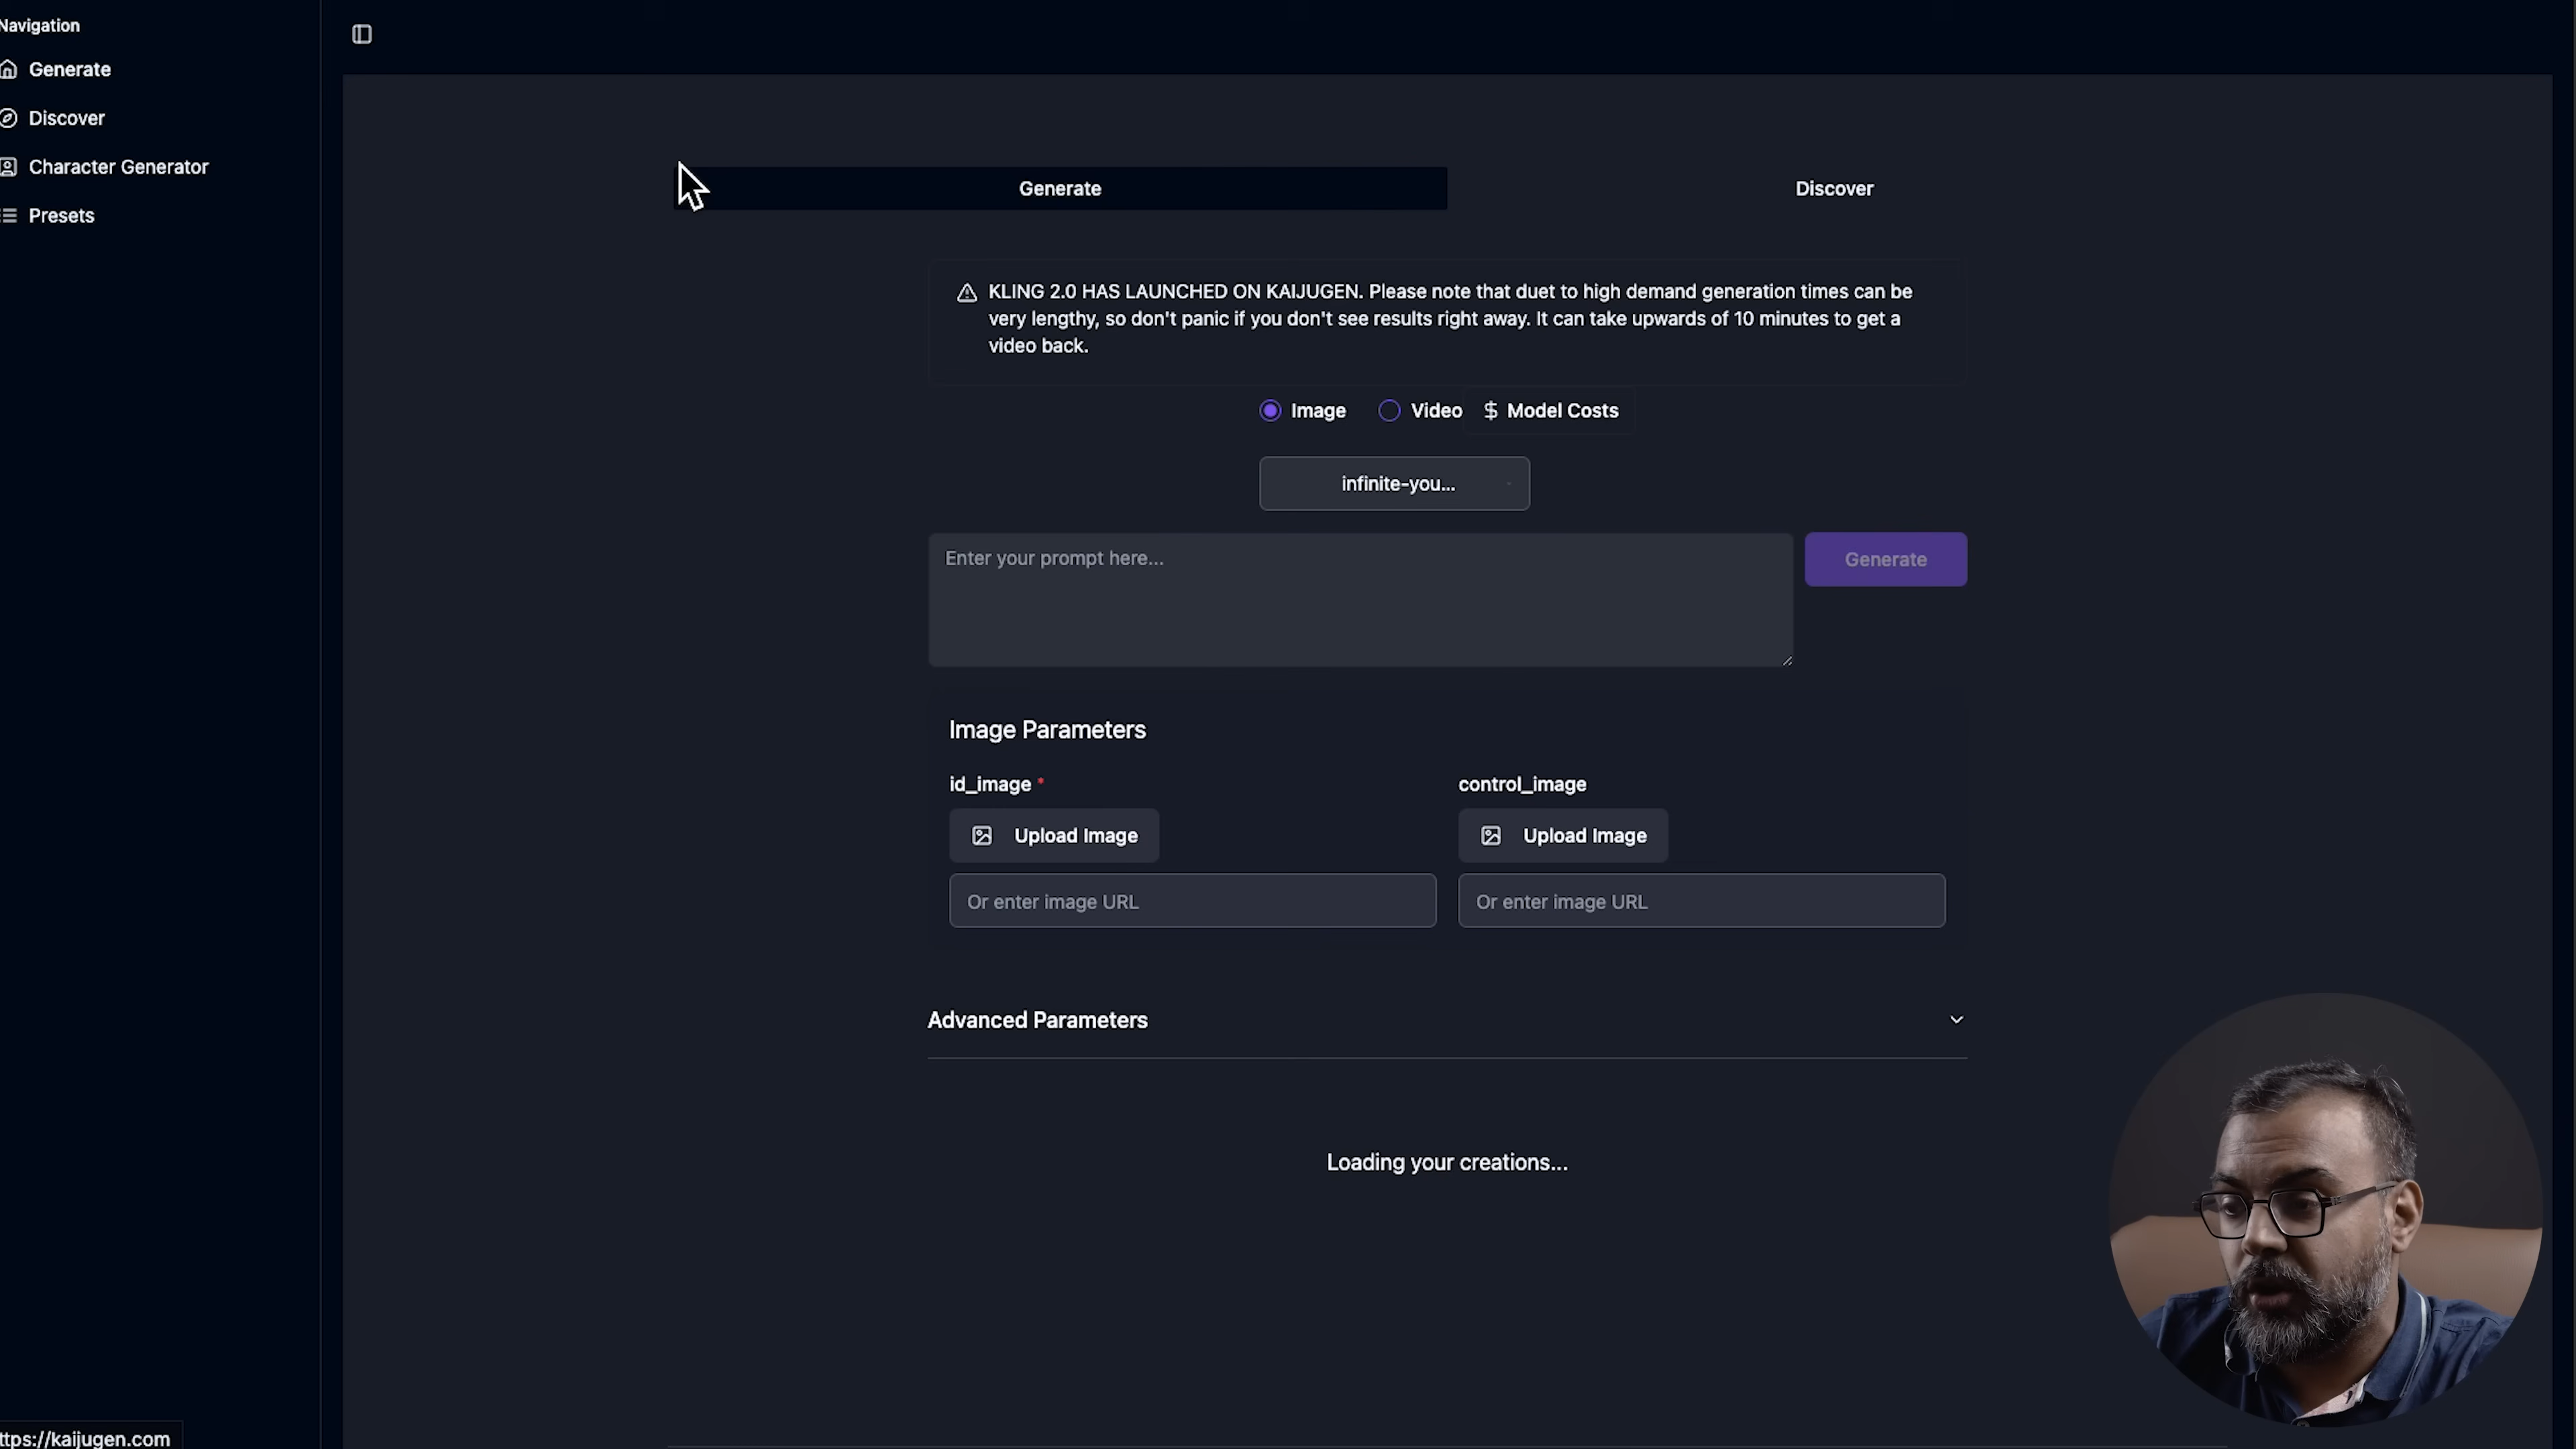 Navigation
Generate
Discover
Character Generator
Presets
Generate
Discover
KLING 2.0 HAS LAUNCHED ON KAIJUGEN. Please note that duet to high demand generation times can be
very lengthy, so don't panic if you don't see results right away. It can take upwards of 10 minutes to get a
video back.
Image
Video
$ Model Costs
infinite-you...
Enter your prompt here...
Generate
Image Parameters
id_image *
control_image
Upload Image
Upload Image
Or enter image URL
Or enter image URL
Advanced Parameters
Loading your creations...
ttps://kaijugen.com